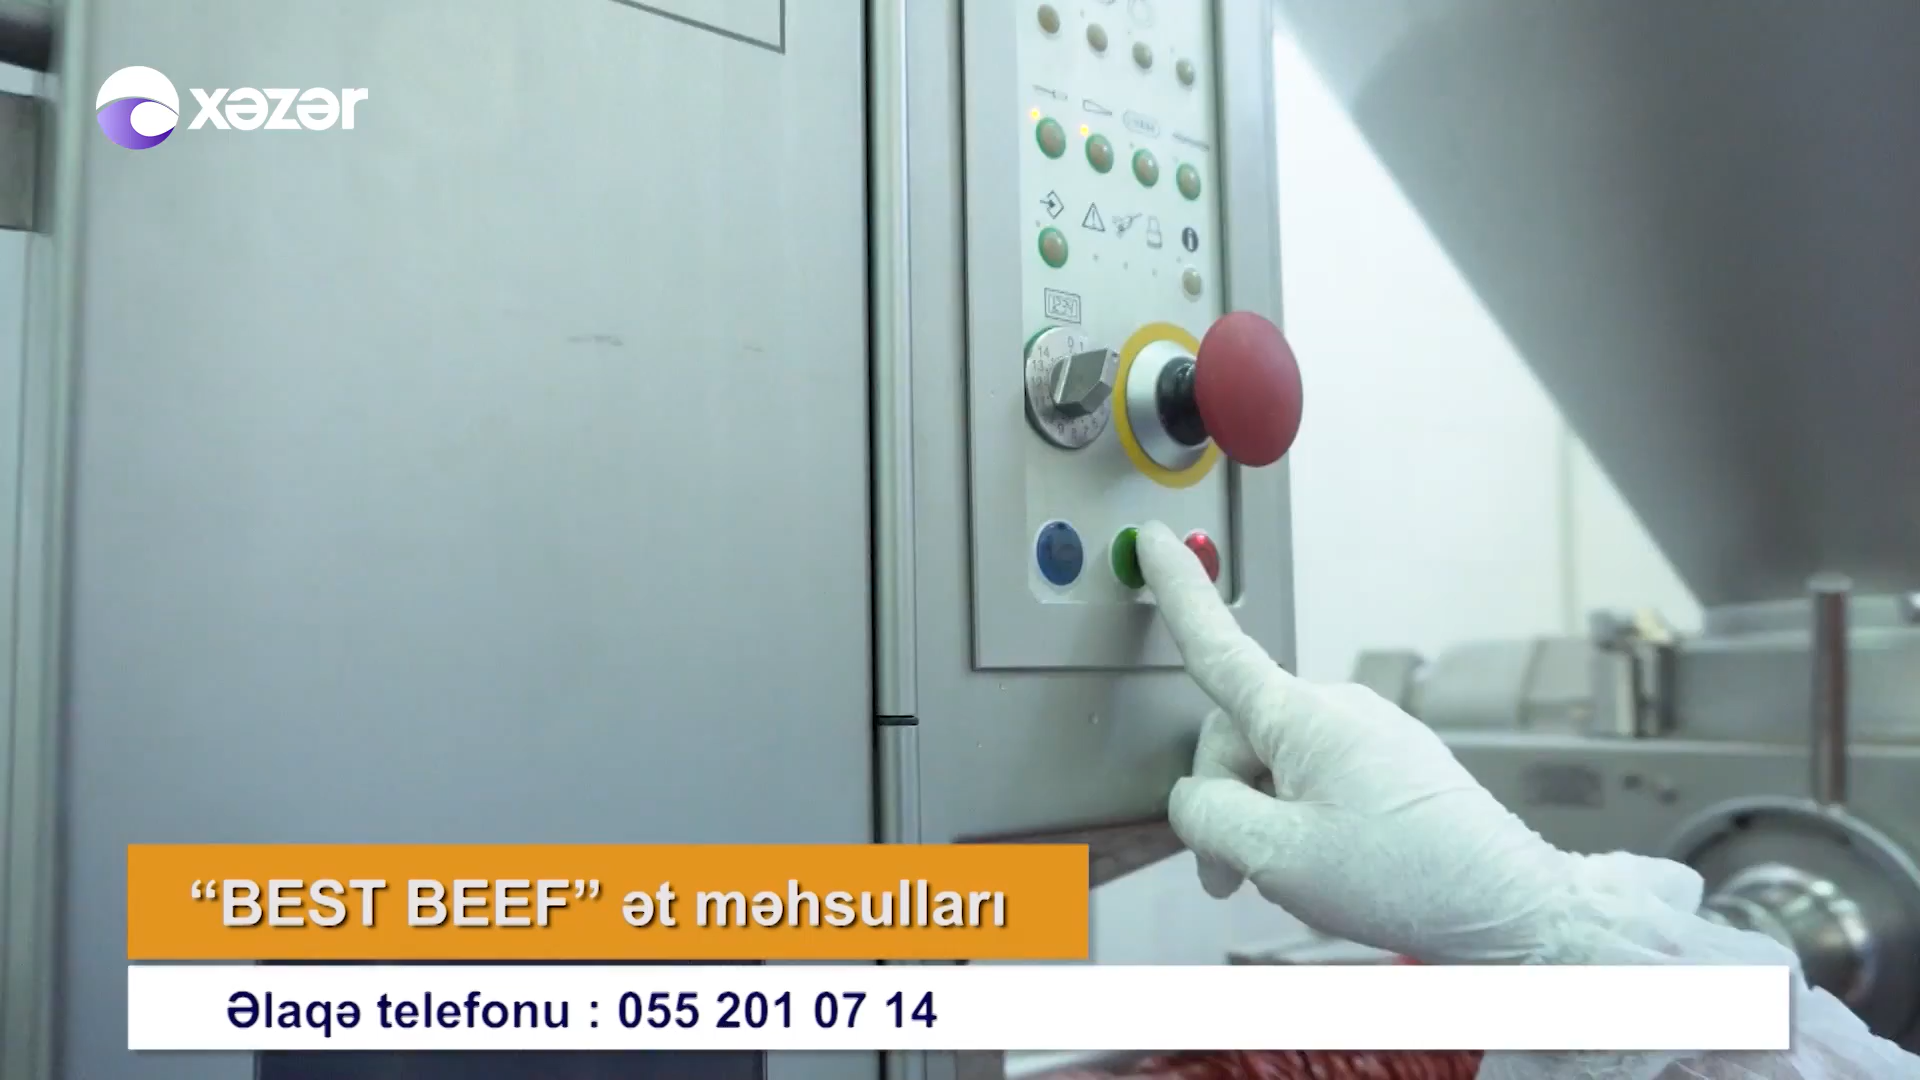 xəzər
“BEST BEEF” ət məhsulları
Əlaqə telefonu : 055 201 07 14